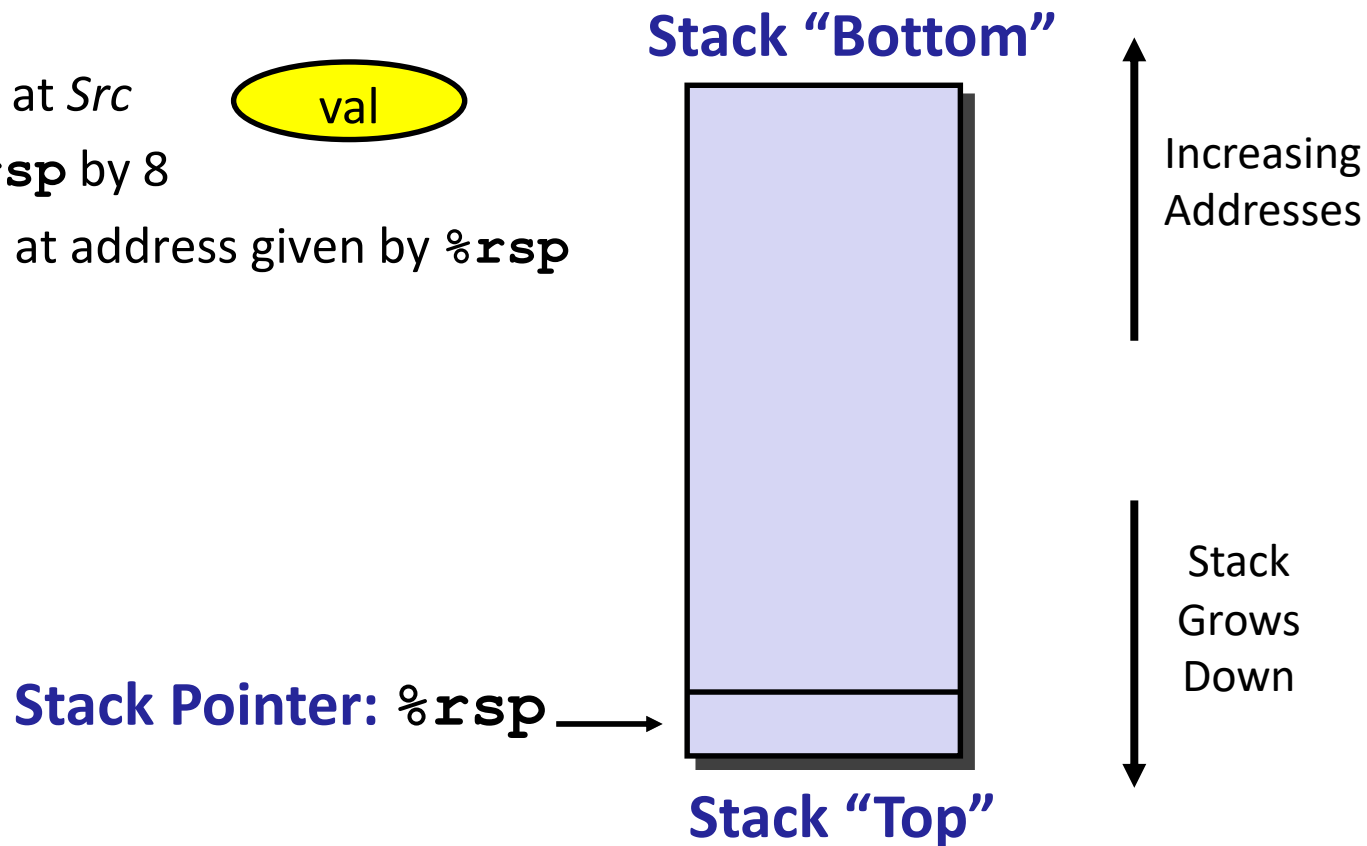 Stack “Bottom”
at Src
val
rsp by 8
at address given by %rsp
Increasing
Addresses
Stack
Grows
Down
Stack Pointer: %rsp
Stack “Top”